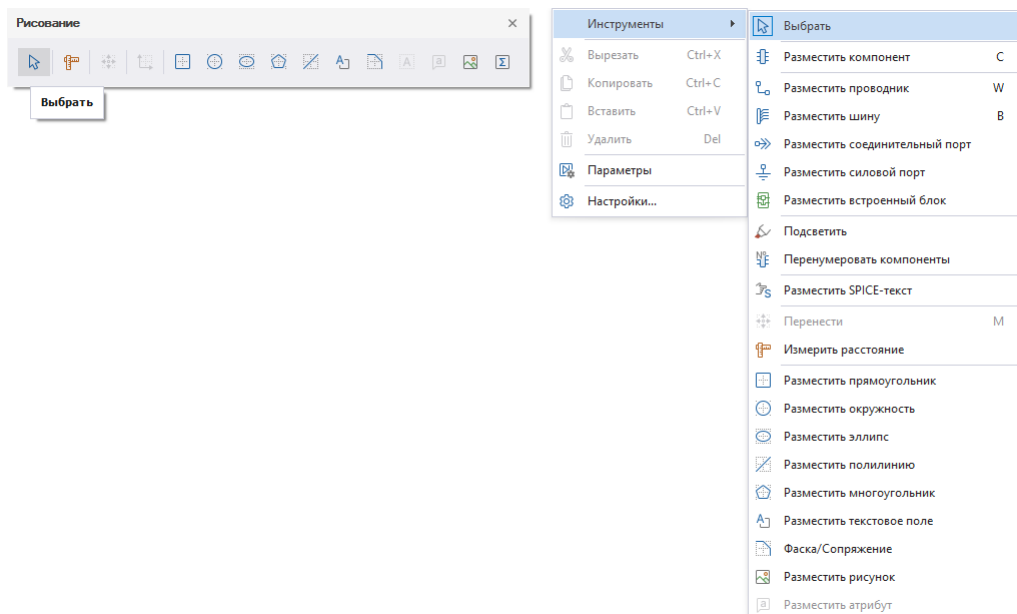 Рисование
Выбрать
Инструменты
Вырезать Ctrl+X
Копировать Ctrl+C
Вставить Ctrl+V
Удалить Del
Параметры
Настройки...
Выбрать
Разместить компонент C
Разместить проводник W
Разместить шину B
Разместить соединительный порт
Разместить силовой порт
Разместить встроенный блок
Подсветить
Перенумеровать компоненты
Разместить SPICE-текст
Перенести M
Измерить расстояние
Разместить прямоугольник
Разместить окружность
Разместить эллипс
Разместить полилинию
Разместить многоугольник
Разместить текстовое поле
Фаска/Сопряжение
Разместить рисунок
Разместить атрибут